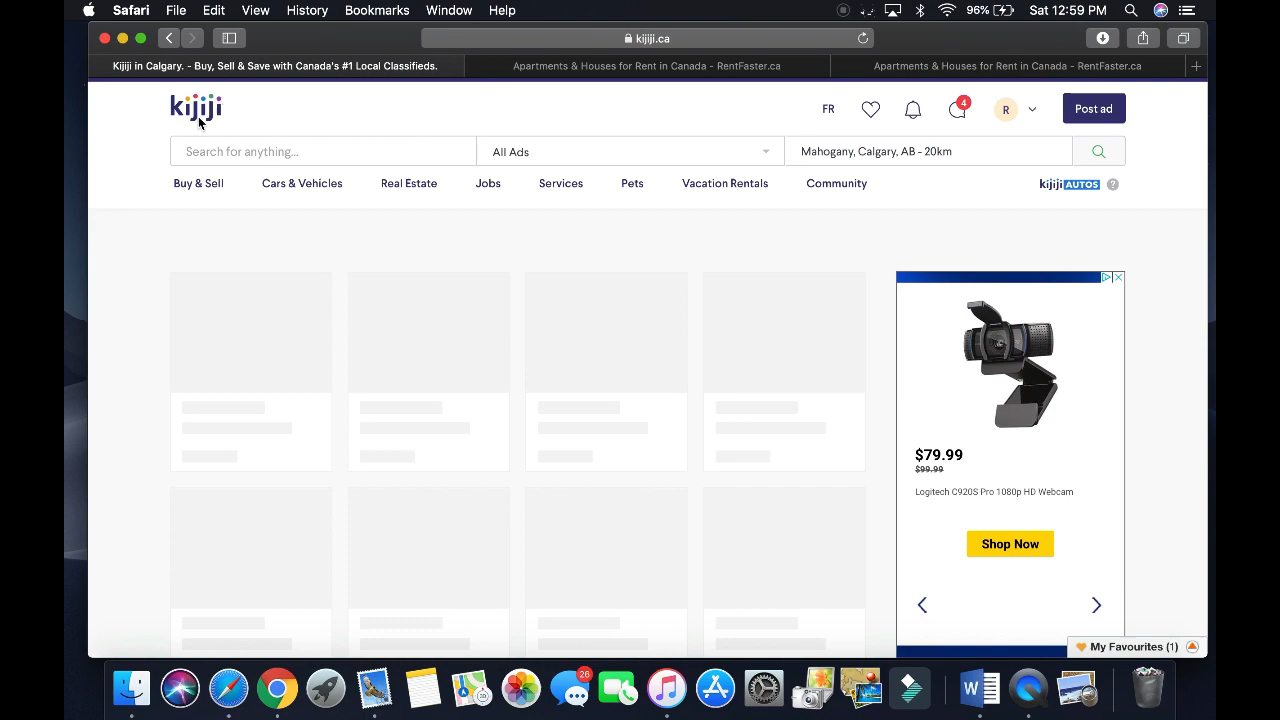 Safari File Edit View History Bookmarks Window Help 96% Sat 12:59 PM
kijiji.ca
Kijiji in Calgary. - Buy, Sell & Save with Canada's #1 Local Classifieds. Apartments & Houses for Rent in Canada - RentFaster.ca Apartments & Houses for Rent in Canada - RentFaster.ca
kijiji FR 4 R Post ad
Search for anything... All Ads Mahogany, Calgary, AB - 20km
Buy & Sell Cars & Vehicles Real Estate Jobs Services Pets Vacation Rentals Community kijiji AUTOS ?
$79.99
$99.99
Logitech C920S Pro 1080p HD Webcam
Shop Now
My Favourites (1)
26